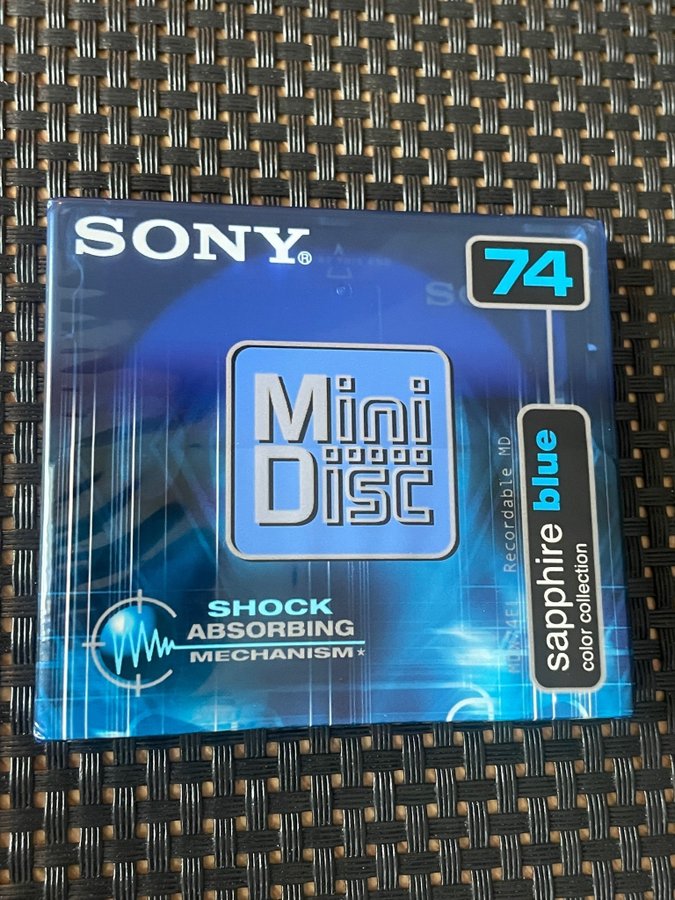 SONY®
74
Mini
Disc
Recordable MD
sapphire blue
color collection
SHOCK
ABSORBING
MECHANISM*